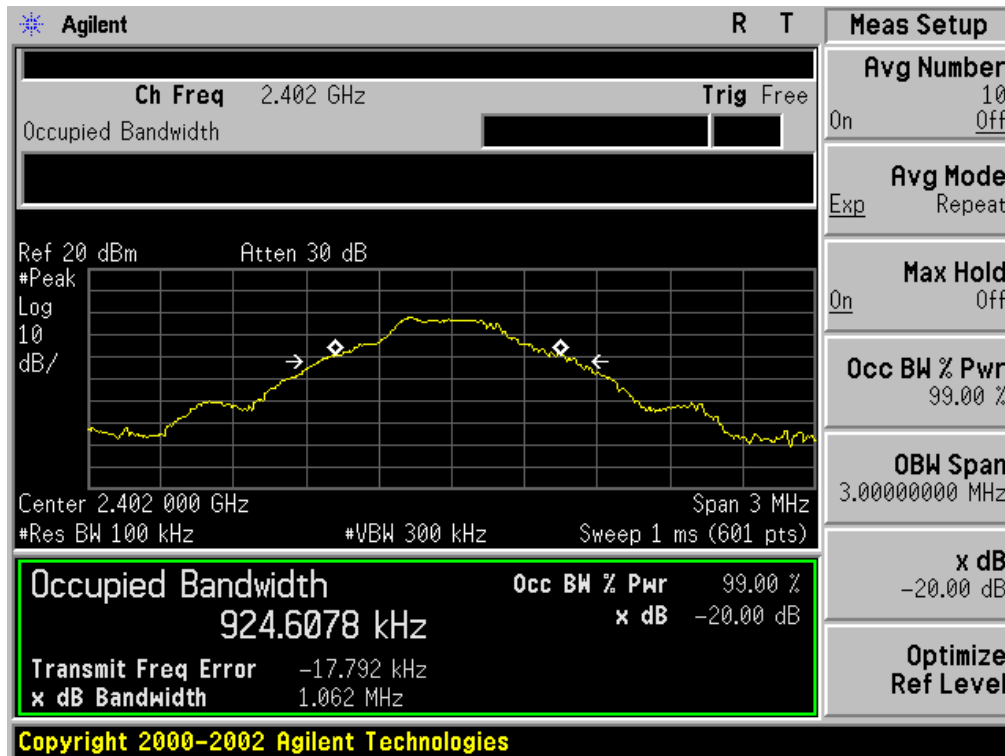 Agilent R T
Ch Freq 2.402 GHz Trig Free
Occupied Bandwidth
Ref 20 dBm Atten 30 dB
#Peak
Log
10
dB/
Center 2.402 000 GHz Span 3 MHz
#Res BW 100 kHz #VBW 300 kHz Sweep 1 ms (601 pts)
Occupied Bandwidth
924.6078 kHz
Occ BW % Pwr 99.00 %
x dB -20.00 dB
Transmit Freq Error -17.792 kHz
x dB Bandwidth 1.062 MHz
Copyright 2000-2002 Agilent Technologies
Meas Setup
Avg Number
10
On Off
Avg Mode
Exp Repeat
Max Hold
On Off
Occ BW % Pwr
99.00 %
OBW Span
3.00000000 MHz
x dB
-20.00 dB
Optimize
Ref Level